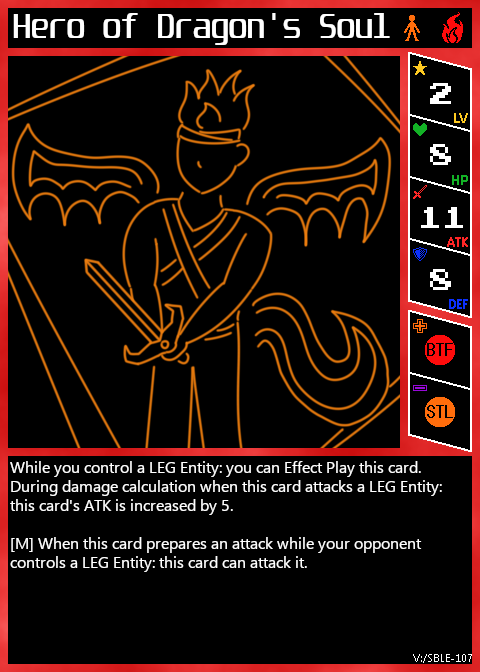 Hero of Dragon's Soul
2
LV
8
HP
11
ATK
8
DEF
BTF
STL
While you control a LEG Entity: you can Effect Play this card.
During damage calculation when this card attacks a LEG Entity:
this card's ATK is increased by 5.
[M] When this card prepares an attack while your opponent
controls a LEG Entity: this card can attack it.
V:/SBLE-107